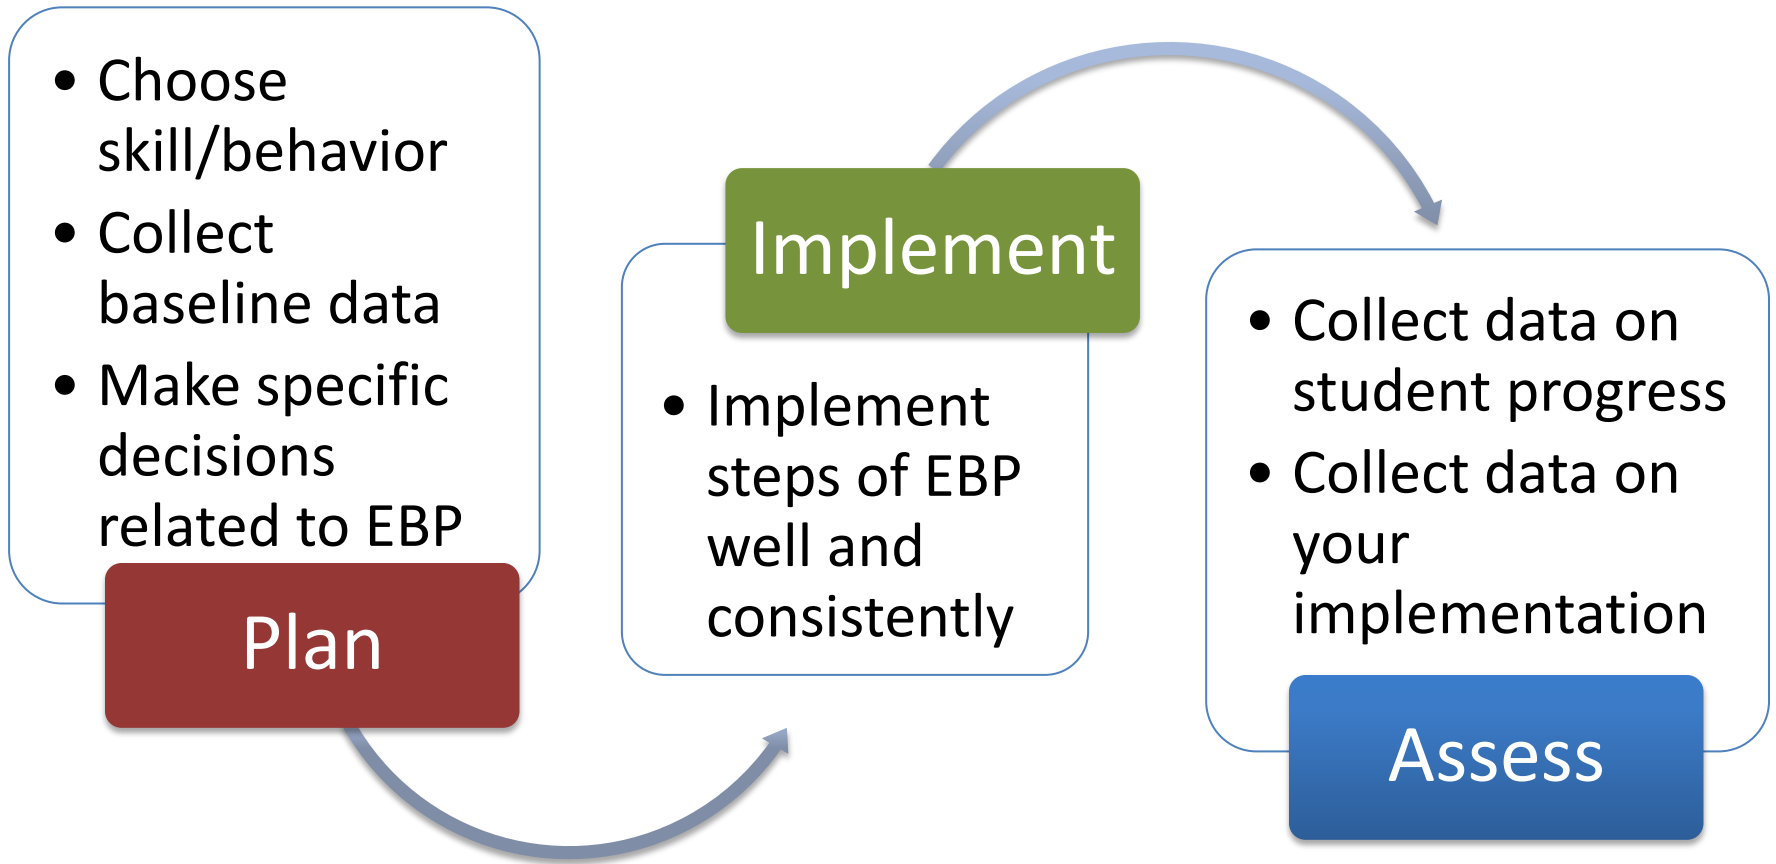 • Choose
skill/behavior
• Collect
baseline data
• Make specific
decisions
related to EBP
Plan
Implement
• Implement
steps of EBP
well and
consistently
• Collect data on
student progress
• Collect data on
your
implementation
Assess